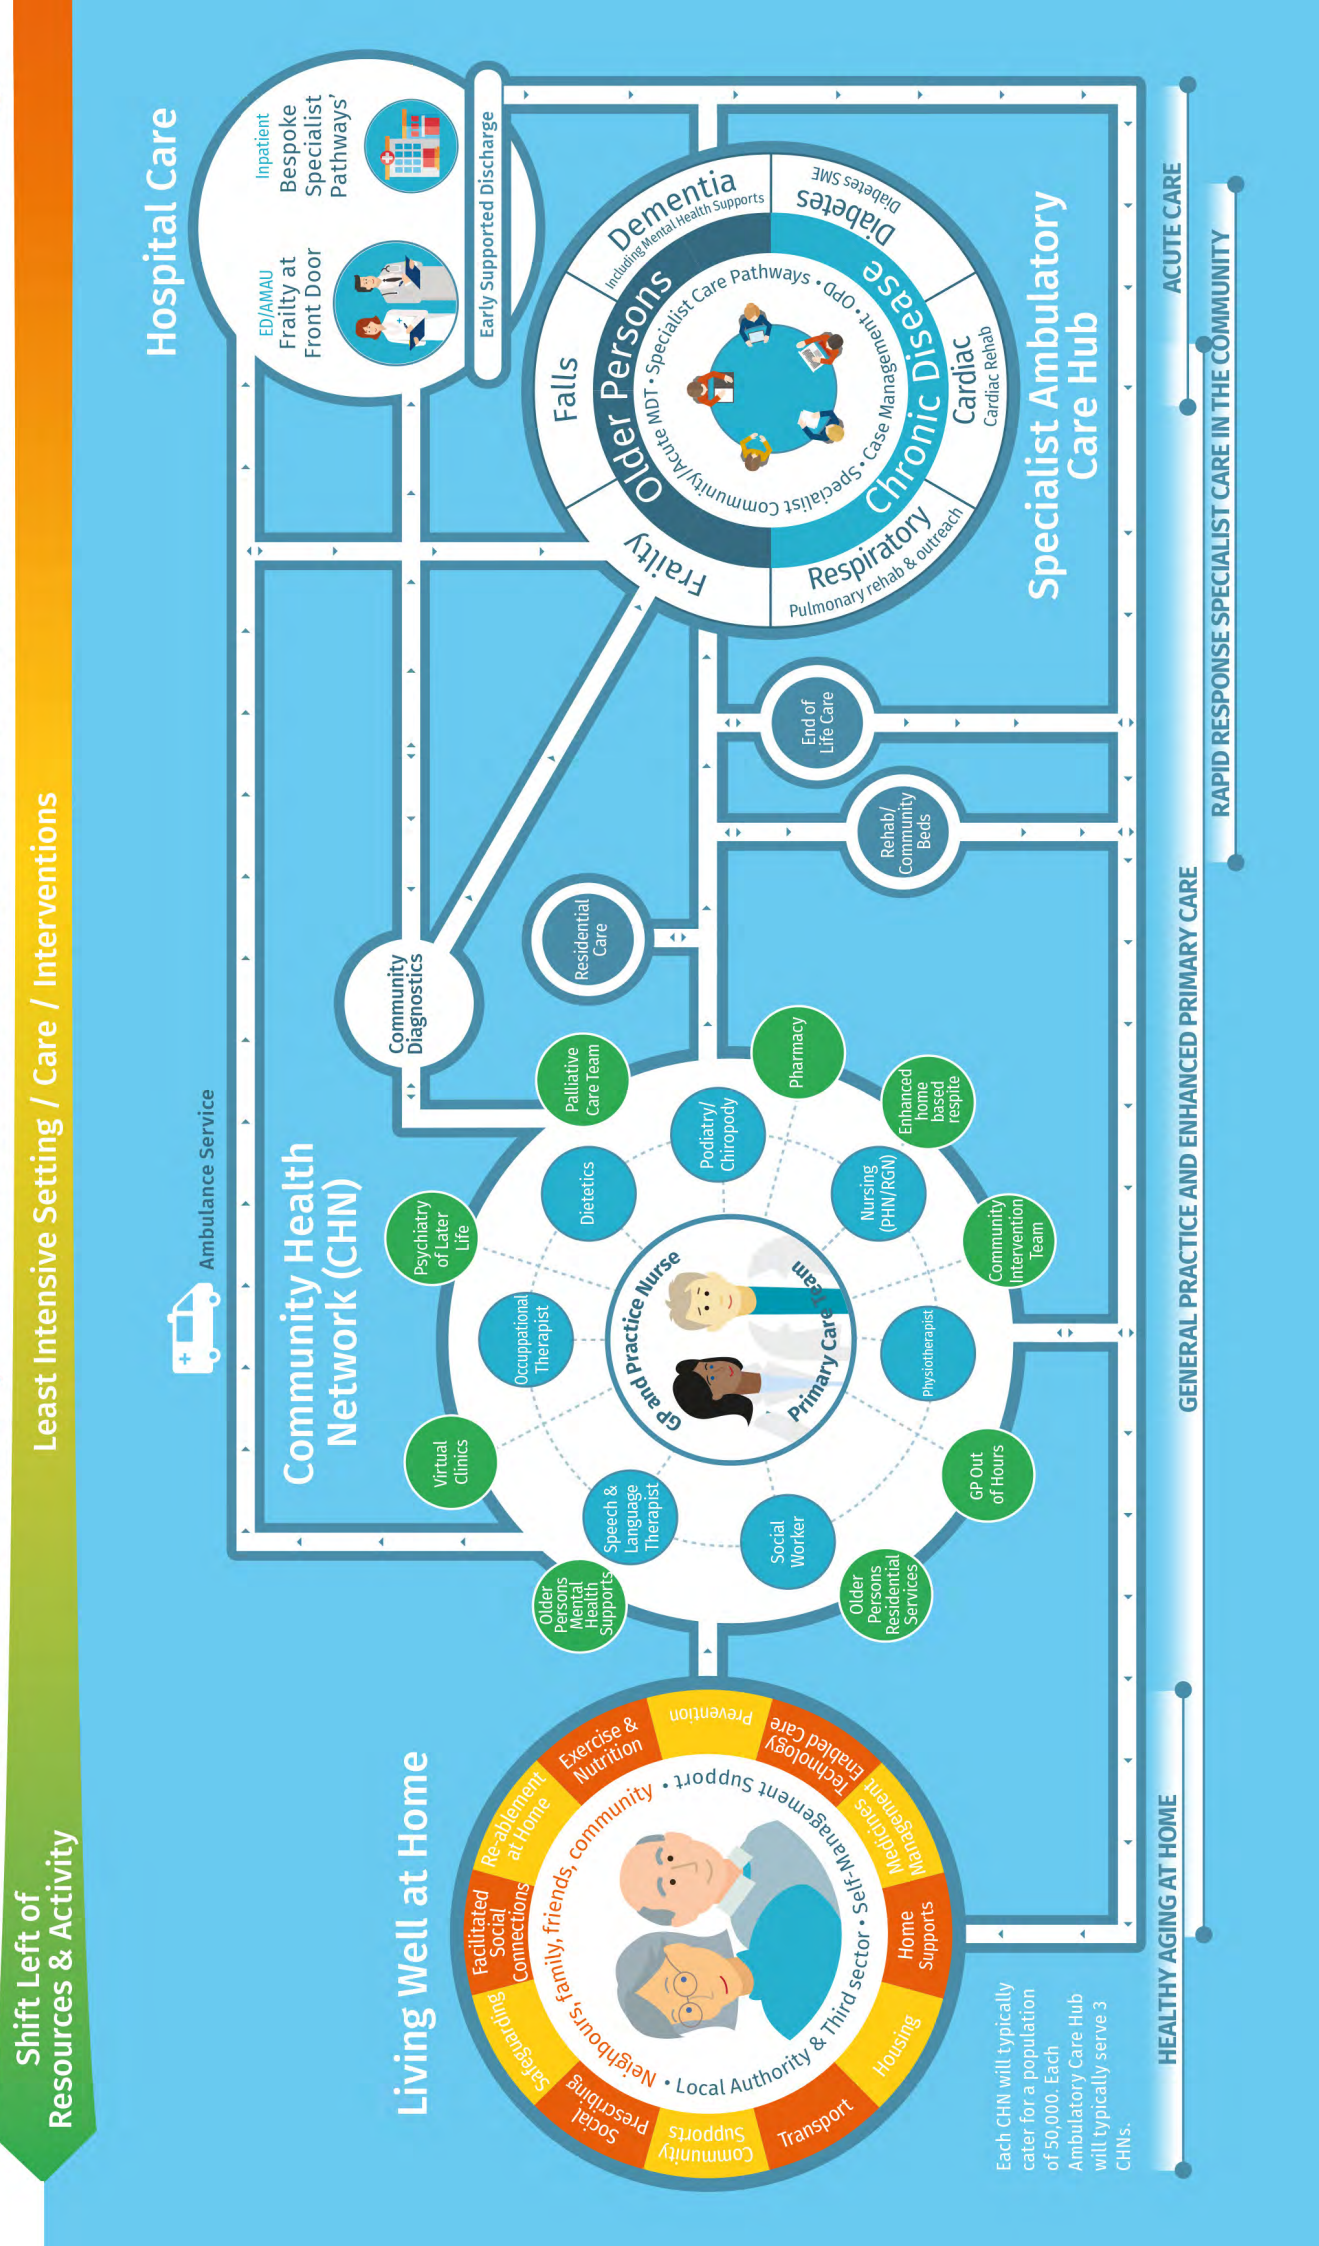 Shift Left of
Resources & Activity
Least Intensive Setting / Care / Interventions
Living Well at Home
Re-ablement
at Home
Exercise &
Nutrition
Prevention
Technology
Enabled Care
Medicines
Management
Home
Supports
Housing
Transport
Community
Supports
Social
Prescribing
Safeguarding
Facilitated
Social
Connections
Neighbours, family, friends, community • Self-Management Support • Local Authority & Third sector •
Each CHN will typically
cater for a population
of 50,000. Each
Ambulatory Care Hub
will typically serve 3
CHNs.
Ambulance Service
Community Health
Network (CHN)
Virtual
Clinics
Psychiatry
of Later
Life
Palliative
Care Team
Pharmacy
Enhanced
home
based
respite
Community
Intervention
Team
GP Out
of Hours
Older
Persons
Residential
Services
Older
Persons
Mental
Health
Supports
Speech &
Language
Therapist
Occuppational
Therapist
Dietetics
Podiatry/
Chiropody
Nursing
(PHN/RGN)
Physiotherapist
Social
Worker
GP and Practice Nurse
Primary Care Team
Community
Diagnostics
Residential
Care
Rehab/
Community
Beds
End of
Life Care
Hospital Care
ED/AMAU
Frailty at
Front Door
Inpatient
Bespoke
Specialist
Pathways’
Early Supported Discharge
Frailty
Falls
Dementia
Including Mental Health Supports
Older Persons
Specialist Community/Acute MDT • Specialist Care Pathways • OPD • Case Management •
Chronic Disease
Diabetes
Diabetes SME
Cardiac
Cardiac Rehab
Respiratory
Pulmonary rehab & outreach
Specialist Ambulatory
Care Hub
HEALTHY AGING AT HOME
GENERAL PRACTICE AND ENHANCED PRIMARY CARE
ACUTE CARE
RAPID RESPONSE SPECIALIST CARE IN THE COMMUNITY